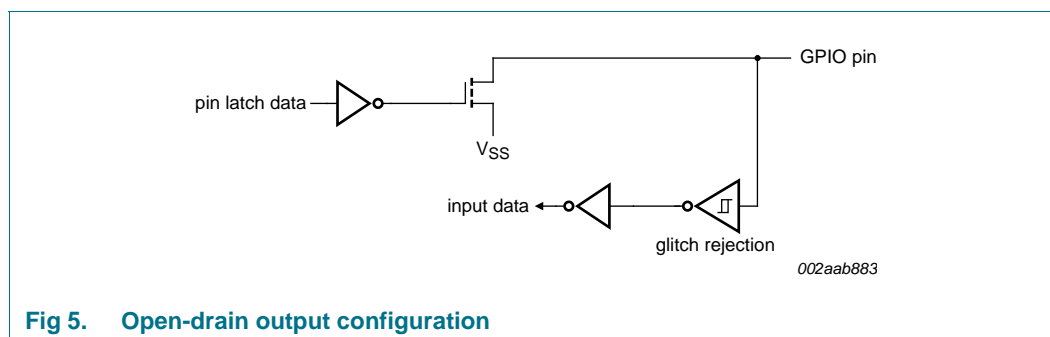 GPIO pin
pin latch data
VSS
input data
glitch rejection
002aab883
Fig 5. Open-drain output configuration